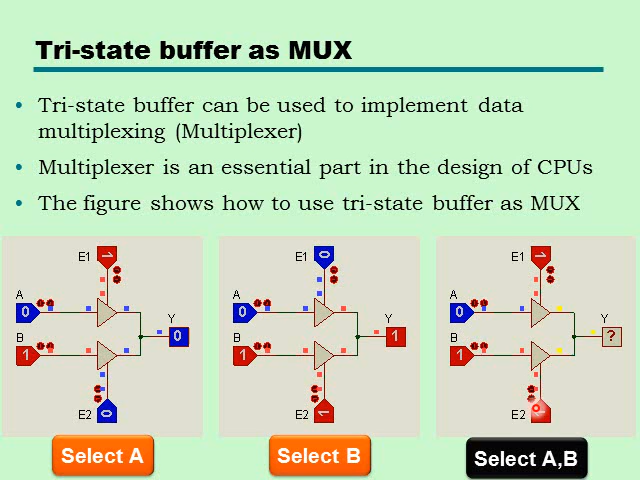 Tri-state buffer as MUX
• Tri-state buffer can be used to implement data
multiplexing (Multiplexer)
• Multiplexer is an essential part in the design of CPUs
• The figure shows how to use tri-state buffer as MUX
E1 1
A
0
Y
0
B
1
E2 0
Select A
E1 0
A
0
Y
1
B
1
E2 1
Select B
E1 1
A
0
Y
?
B
1
E2
Select A,B